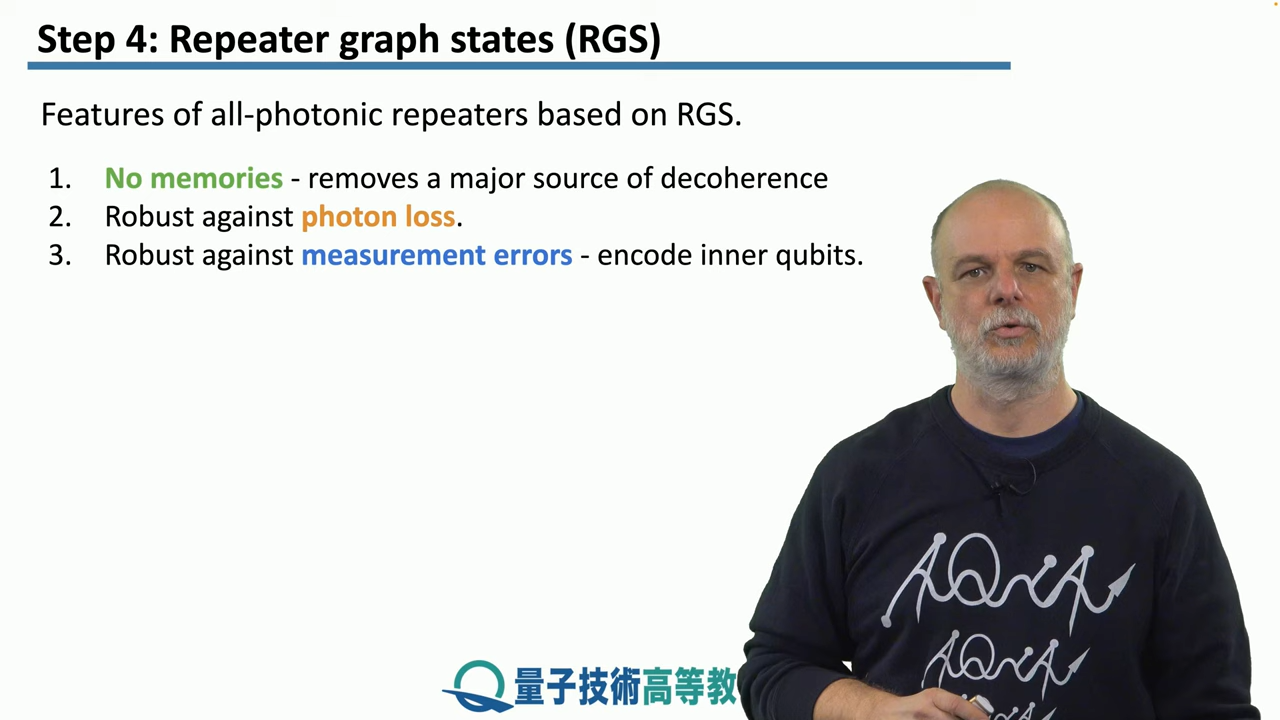 Step 4: Repeater graph states (RGS)
Features of all-photonic repeaters based on RGS.
1. No memories - removes a major source of decoherence
2. Robust against photon loss.
3. Robust against measurement errors - encode inner qubits.
量子技術高等教